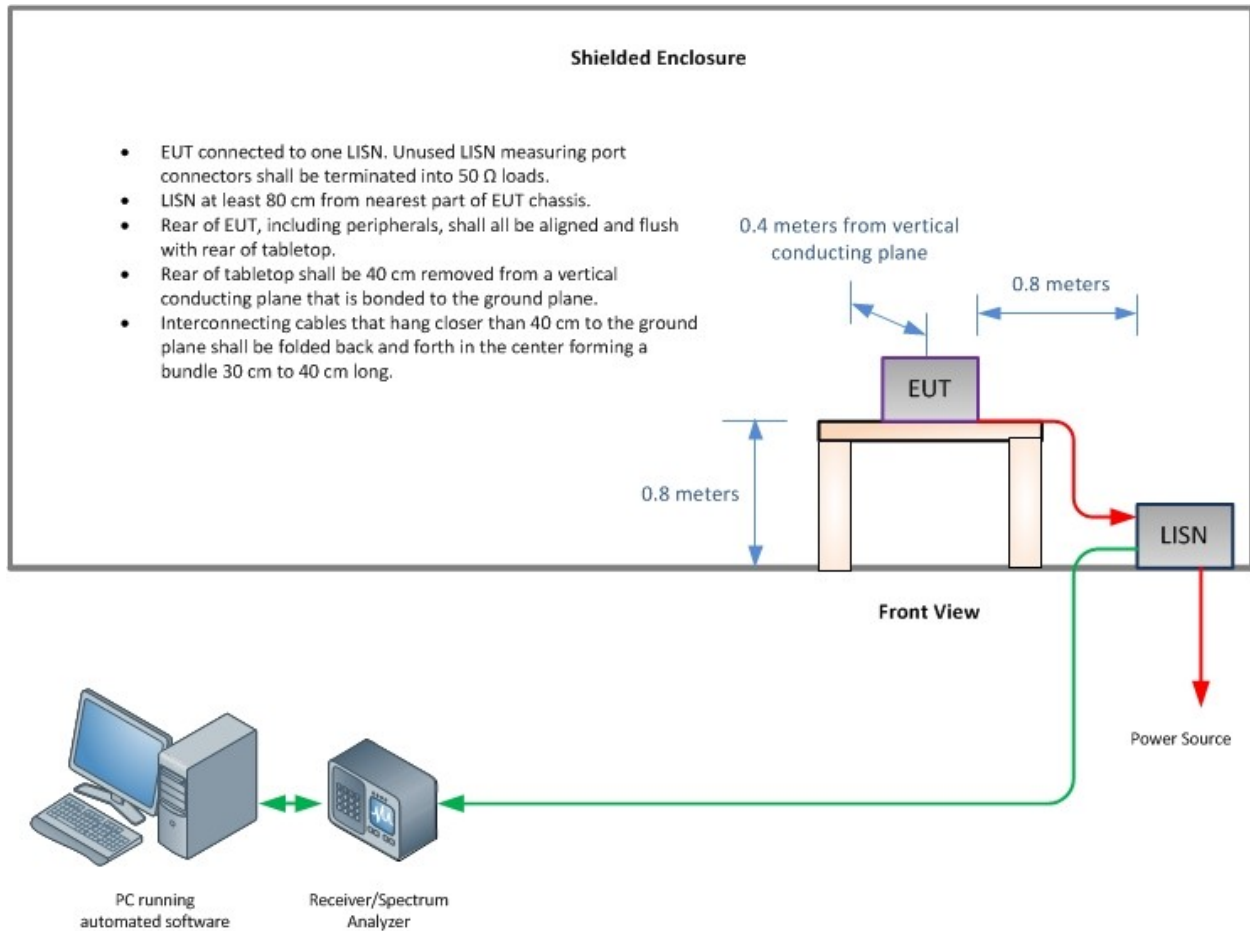 Shielded Enclosure
• EUT connected to one LISN. Unused LISN measuring port
connectors shall be terminated into 50 Ω loads.
• LISN at least 80 cm from nearest part of EUT chassis.
• Rear of EUT, including peripherals, shall all be aligned and flush
with rear of tabletop.
• Rear of tabletop shall be 40 cm removed from a vertical
conducting plane that is bonded to the ground plane.
• Interconnecting cables that hang closer than 40 cm to the ground
plane shall be folded back and forth in the center forming a
bundle 30 cm to 40 cm long.
0.4 meters from vertical
conducting plane
0.8 meters
EUT
0.8 meters
LISN
Front View
Power Source
PC running
automated software
Receiver/Spectrum
Analyzer